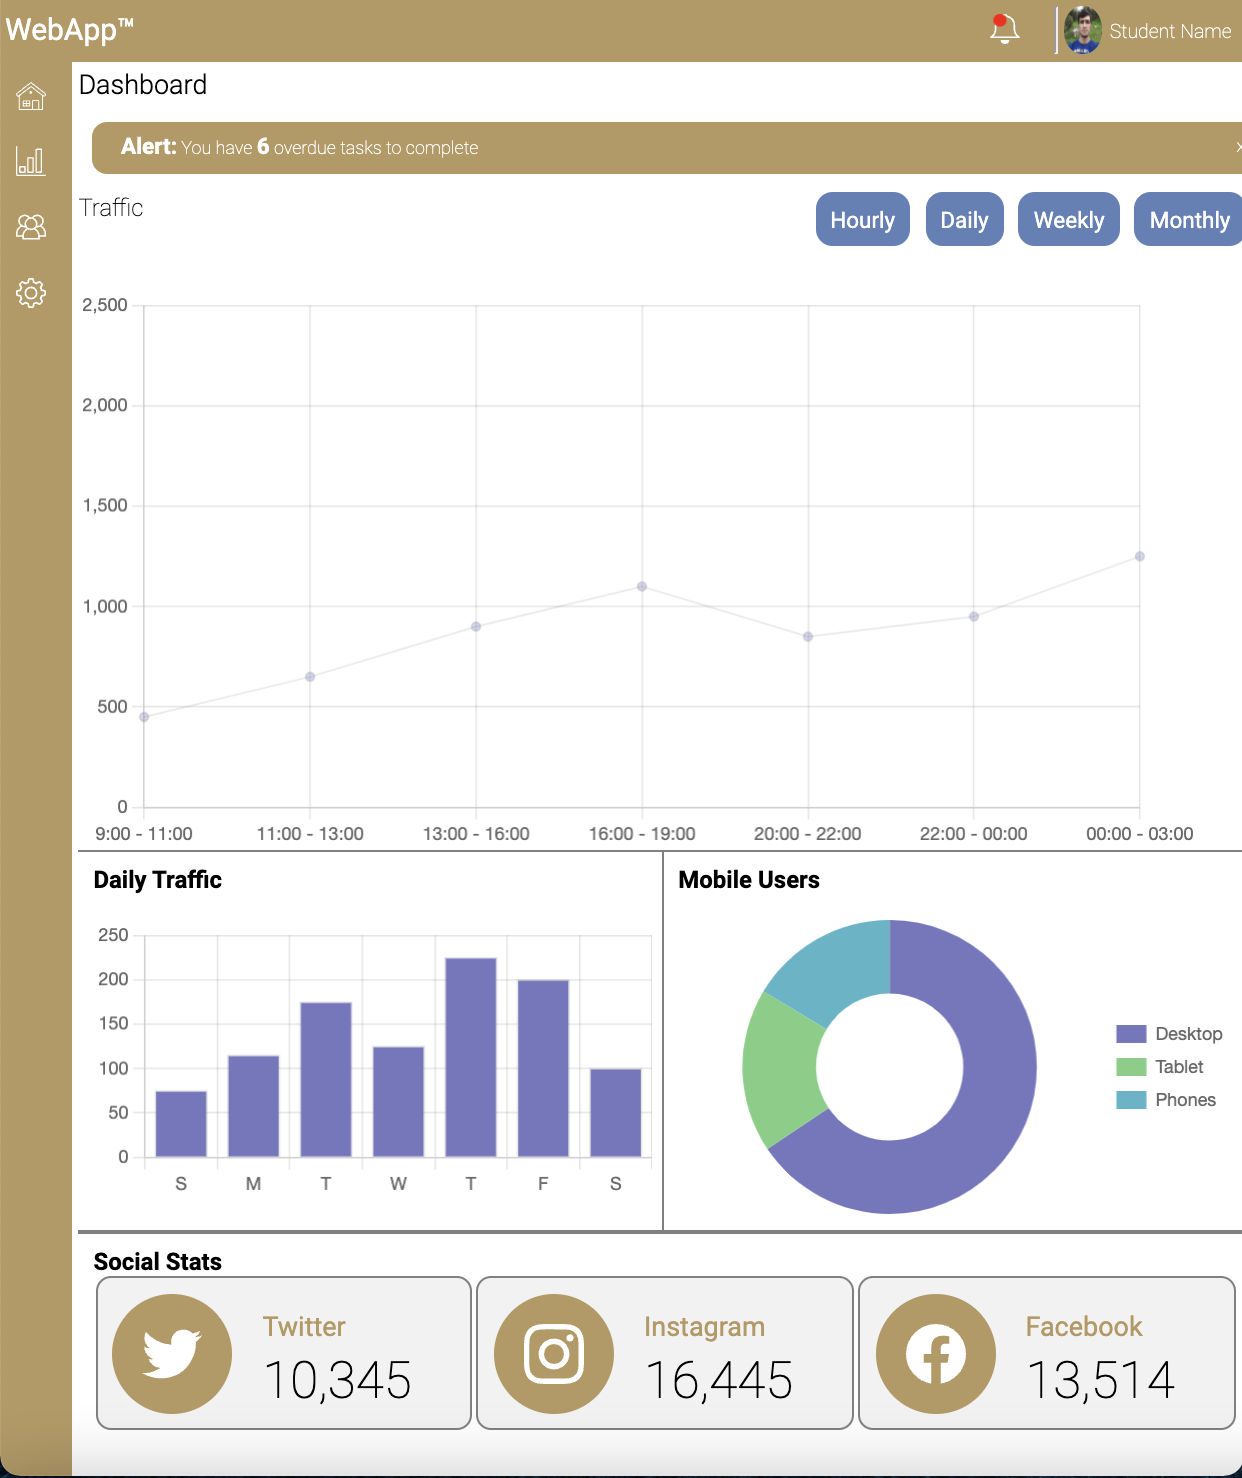 WebApp™
Student Name
Dashboard
Alert: You have 6 overdue tasks to complete
x
Traffic
Hourly
Daily
Weekly
Monthly
2,500
2,000
1,500
1,000
500
0
9:00 - 11:00
11:00 - 13:00
13:00 - 16:00
16:00 - 19:00
20:00 - 22:00
22:00 - 00:00
00:00 - 03:00
Daily Traffic
250
200
150
100
50
0
S
M
T
W
T
F
S
Mobile Users
Desktop
Tablet
Phones
Social Stats
Twitter
10,345
Instagram
16,445
Facebook
13,514